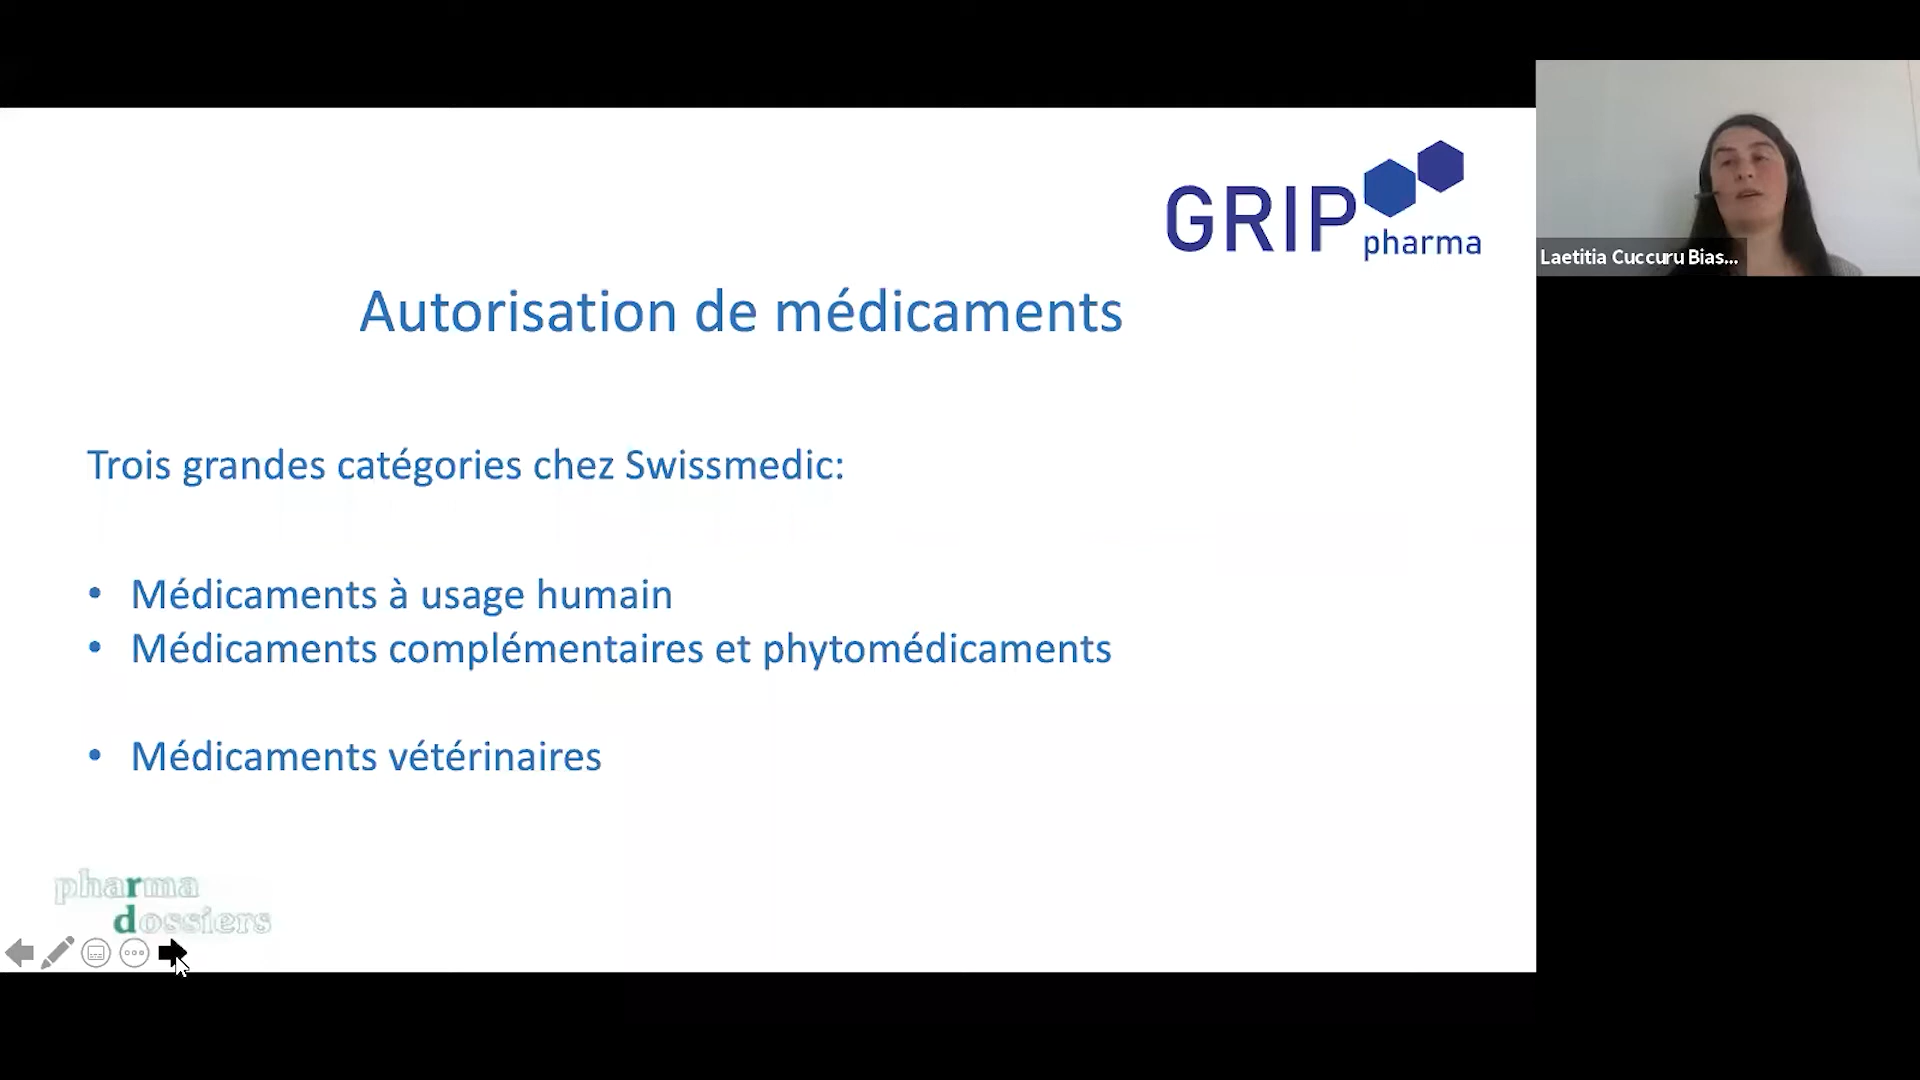 GRIP
pharma
Laetitia Cuccuru Bias...
Autorisation de médicaments
Trois grandes catégories chez Swissmedic:
• Médicaments à usage humain
• Médicaments complémentaires et phytomédicaments
• Médicaments vétérinaires
pharma
dossiers